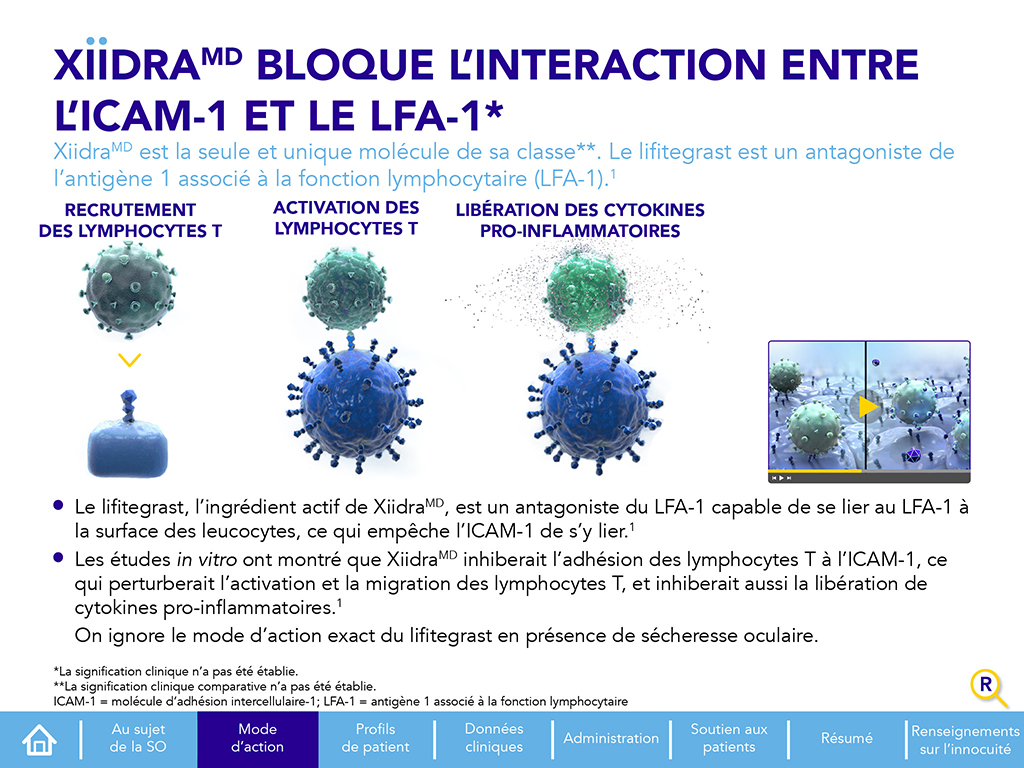 XIIDRAᴹᴰ BLOQUE L’INTERACTION ENTRE
L’ICAM-1 ET LE LFA-1*
Xiidraᴹᴰ est la seule et unique molécule de sa classe**. Le lifitegrast est un antagoniste de
l’antigène 1 associé à la fonction lymphocytaire (LFA-1).¹
RECRUTEMENT
DES LYMPHOCYTES T
ACTIVATION DES
LYMPHOCYTES T
LIBÉRATION DES CYTOKINES
PRO-INFLAMMATOIRES
• Le lifitegrast, l’ingrédient actif de Xiidraᴹᴰ, est un antagoniste du LFA-1 capable de se lier au LFA-1 à
la surface des leucocytes, ce qui empêche l’ICAM-1 de s’y lier.¹
• Les études in vitro ont montré que Xiidraᴹᴰ inhiberait l’adhésion des lymphocytes T à l’ICAM-1, ce
qui perturberait l’activation et la migration des lymphocytes T, et inhiberait aussi la libération de
cytokines pro-inflammatoires.¹
On ignore le mode d’action exact du lifitegrast en présence de sécheresse oculaire.
*La signification clinique n’a pas été établie.
**La signification clinique comparative n’a pas été établie.
ICAM-1 = molécule d’adhésion intercellulaire-1; LFA-1 = antigène 1 associé à la fonction lymphocytaire
R
Au sujet
de la SO
Mode
d’action
Profils
de patient
Données
cliniques
Administration
Soutien aux
patients
Résumé
Renseignements
sur l’innocuité